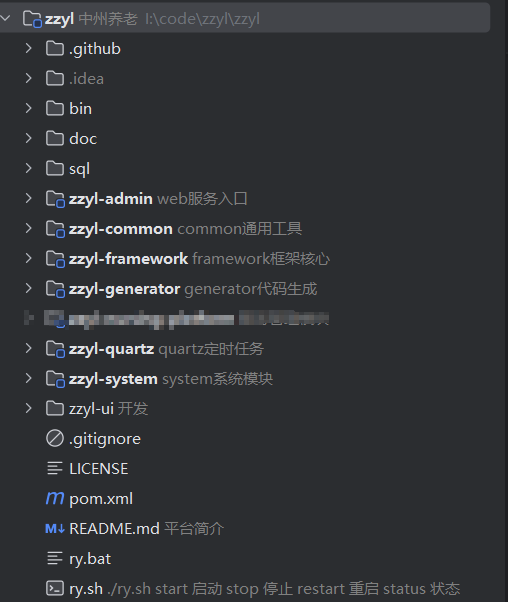 zzyl 中州养老 I:\code\zzyl\zzyl
.github
.idea
bin
doc
sql
zzyl-admin web服务入口
zzyl-common common通用工具
zzyl-framework framework框架核心
zzyl-generator generator代码生成
zzyl-quartz quartz定时任务
zzyl-system system系统模块
zzyl-ui 开发
.gitignore
LICENSE
m pom.xml
M↓ README.md 平台简介
ry.bat
ry.sh ./ry.sh start 启动 stop 停止 restart 重启 status 状态